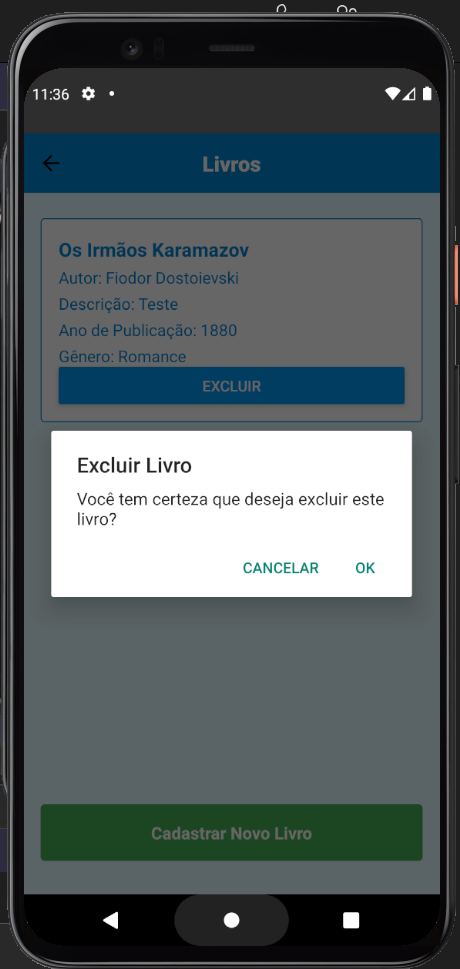 11:36
Livros
Os Irmãos Karamazov
Autor: Fiodor Dostoievski
Descrição: Teste
Ano de Publicação: 1880
Gênero: Romance
EXCLUIR
Excluir Livro
Você tem certeza que deseja excluir este
livro?
CANCELAR OK
Cadastrar Novo Livro